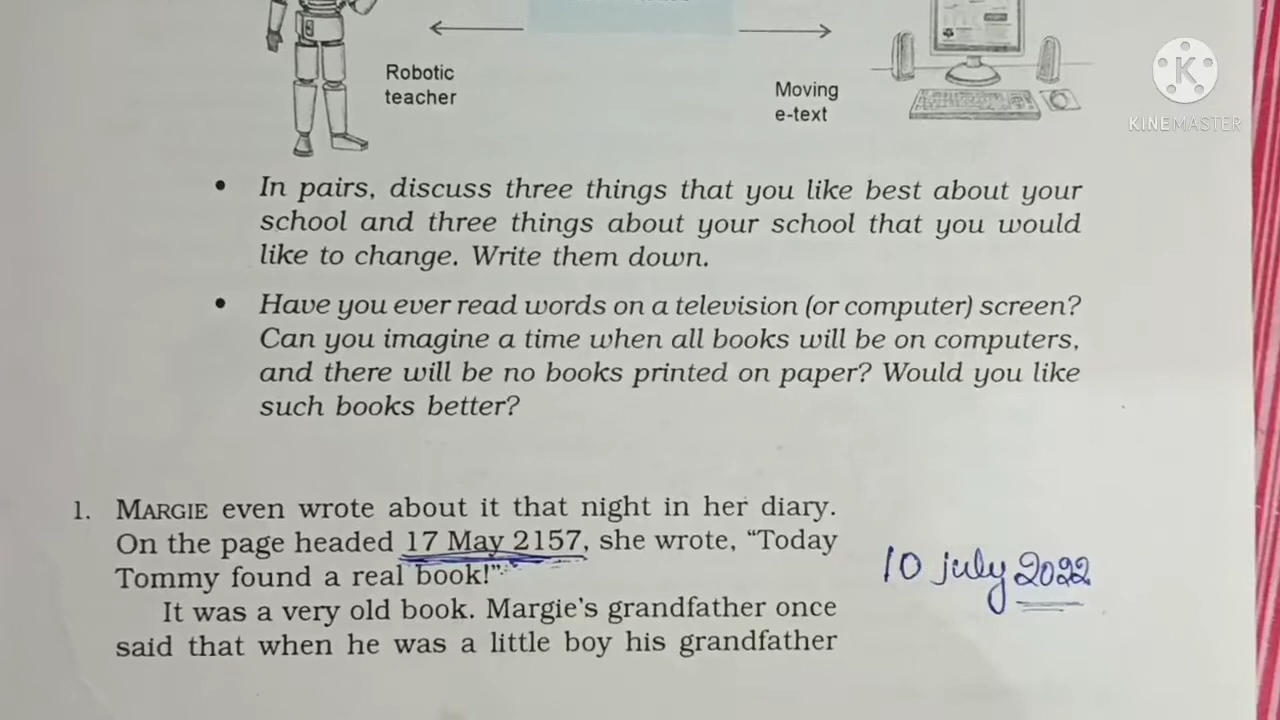 Robotic
teacher
Moving
e-text
KINEMASTER
• In pairs, discuss three things that you like best about your
school and three things about your school that you would
like to change. Write them down.
• Have you ever read words on a television (or computer) screen?
Can you imagine a time when all books will be on computers,
and there will be no books printed on paper? Would you like
such books better?
1. MARGIE even wrote about it that night in her diary.
On the page headed 17 May 2157, she wrote, “Today
Tommy found a real book!”
10 july 2022
It was a very old book. Margie’s grandfather once
said that when he was a little boy his grandfather